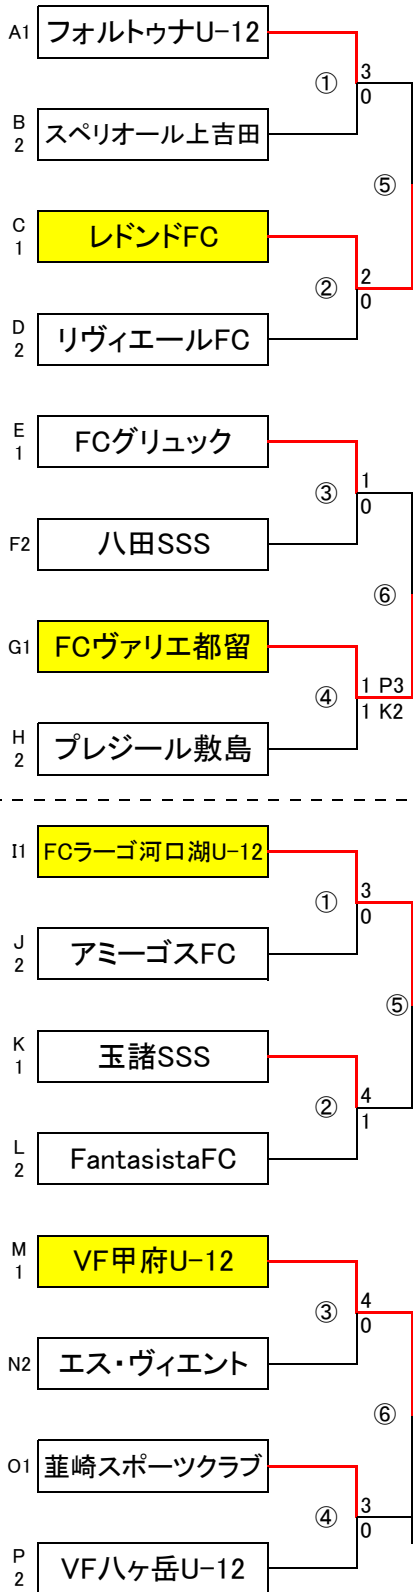 A1 フォルトゥナU-12
① 3
0
B
2 スペリオール上吉田
⑤
C
1 レドンドFC
② 2
0
D
2 リヴィエールFC
E
1 FCグリュック
③ 1
0
F2 八田SSS
⑥
G1 FCヴァリエ都留
④ 1 P3
1 K2
H
2 プレジール敷島
I1 FCラーゴ河口湖U-12
① 3
0
J
2 アミーゴスFC
⑤
K
1 玉諸SSS
② 4
1
L
2 FantasistaFC
M
1 VF甲府U-12
③ 4
0
N2 エス・ヴィエント
⑥
O1 韮崎スポーツクラブ
④ 3
0
P
2 VF八ヶ岳U-12